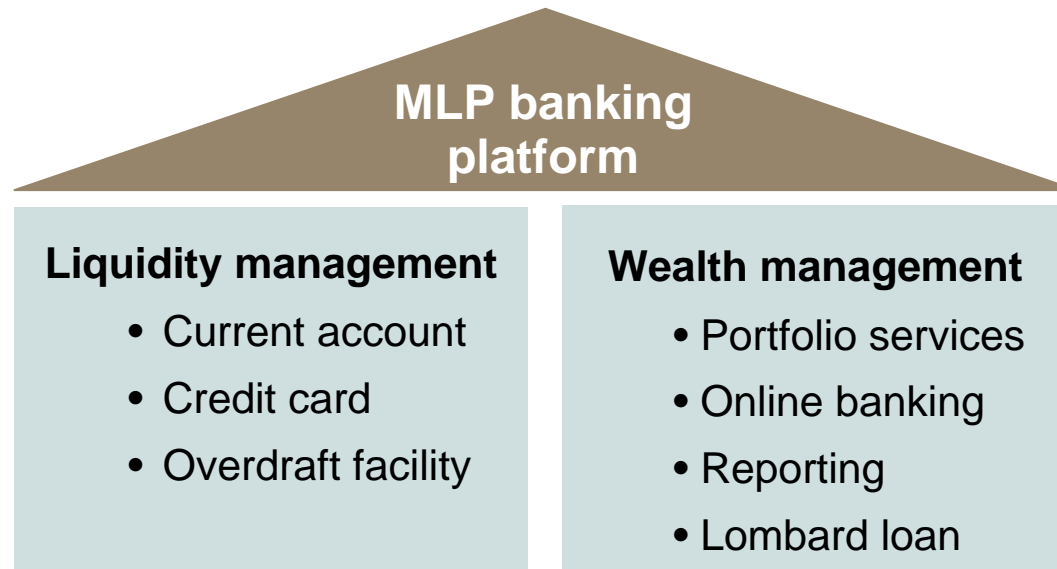 MLP banking
platform
Liquidity management
• Current account
• Credit card
• Overdraft facility
Wealth management
• Portfolio services
• Online banking
• Reporting
• Lombard loan